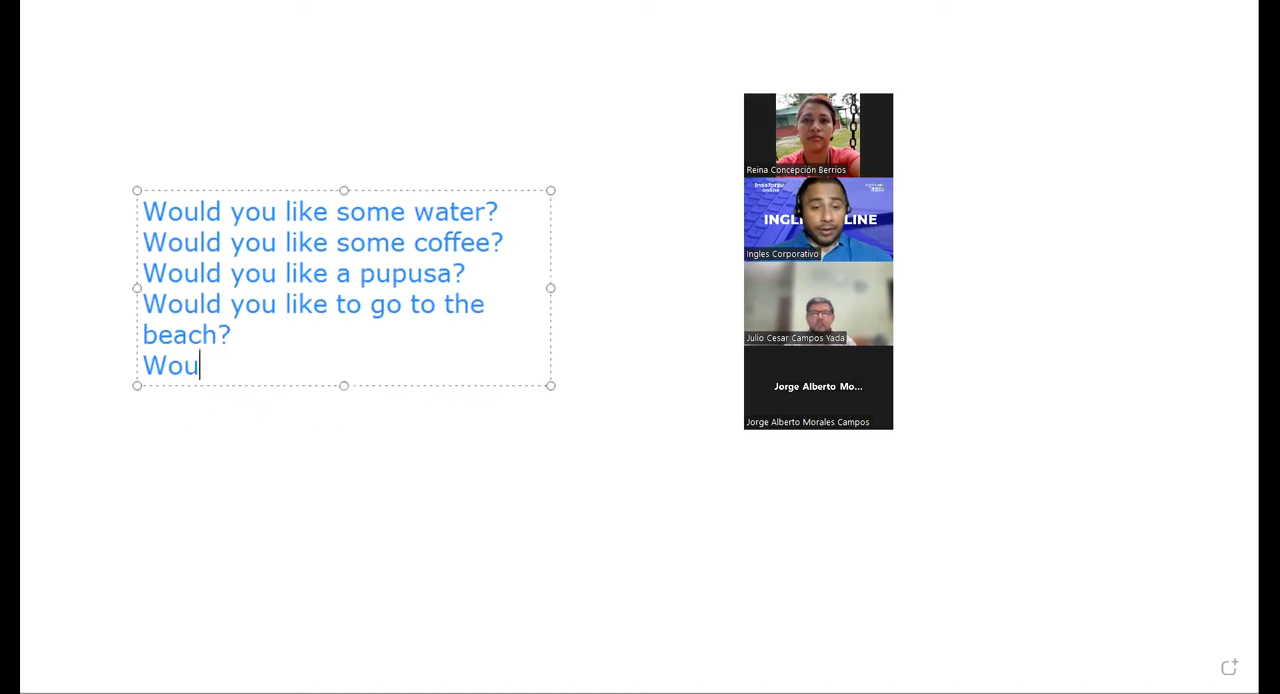 Would you like some water?
Would you like some coffee?
Would you like a pupusa?
Would you like to go to the
beach?
Wou
Reina Concepción Berrios
Insaforp
online
INGL LINE
Ingles Corporativo
Julio Cesar Campos Yada
Jorge Alberto Mo...
Jorge Alberto Morales Campos